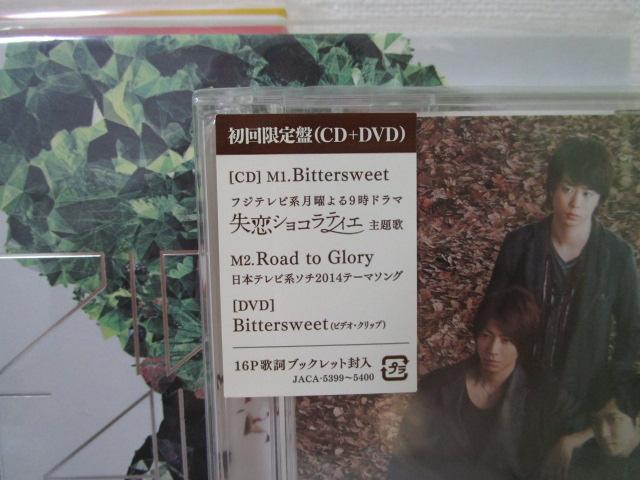 初回限定盤(CD+DVD)
[CD] M1.Bittersweet
フジテレビ系月曜よる9時ドラマ
失恋ショコラティエ 主題歌
M2.Road to Glory
日本テレビ系ソチ2014テーマソング
[DVD]
Bittersweet(ビデオ・クリップ)
16P歌詞ブックレット封入
プラ
JACA-5399〜5400